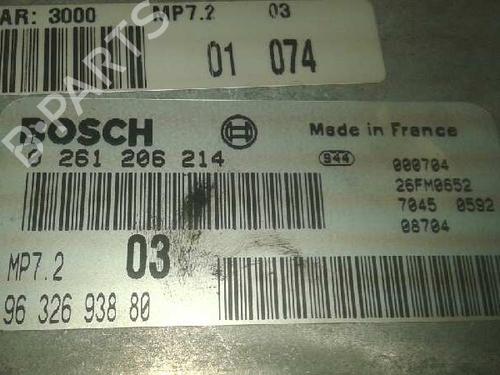 AR: 3000 MP7.2 03
01 074
B PARTS
BOSCH
Made in France
0 261 206 214
944
000704
26FM0652
7045 0592
08704
MP7.2 03
96 326 938 80